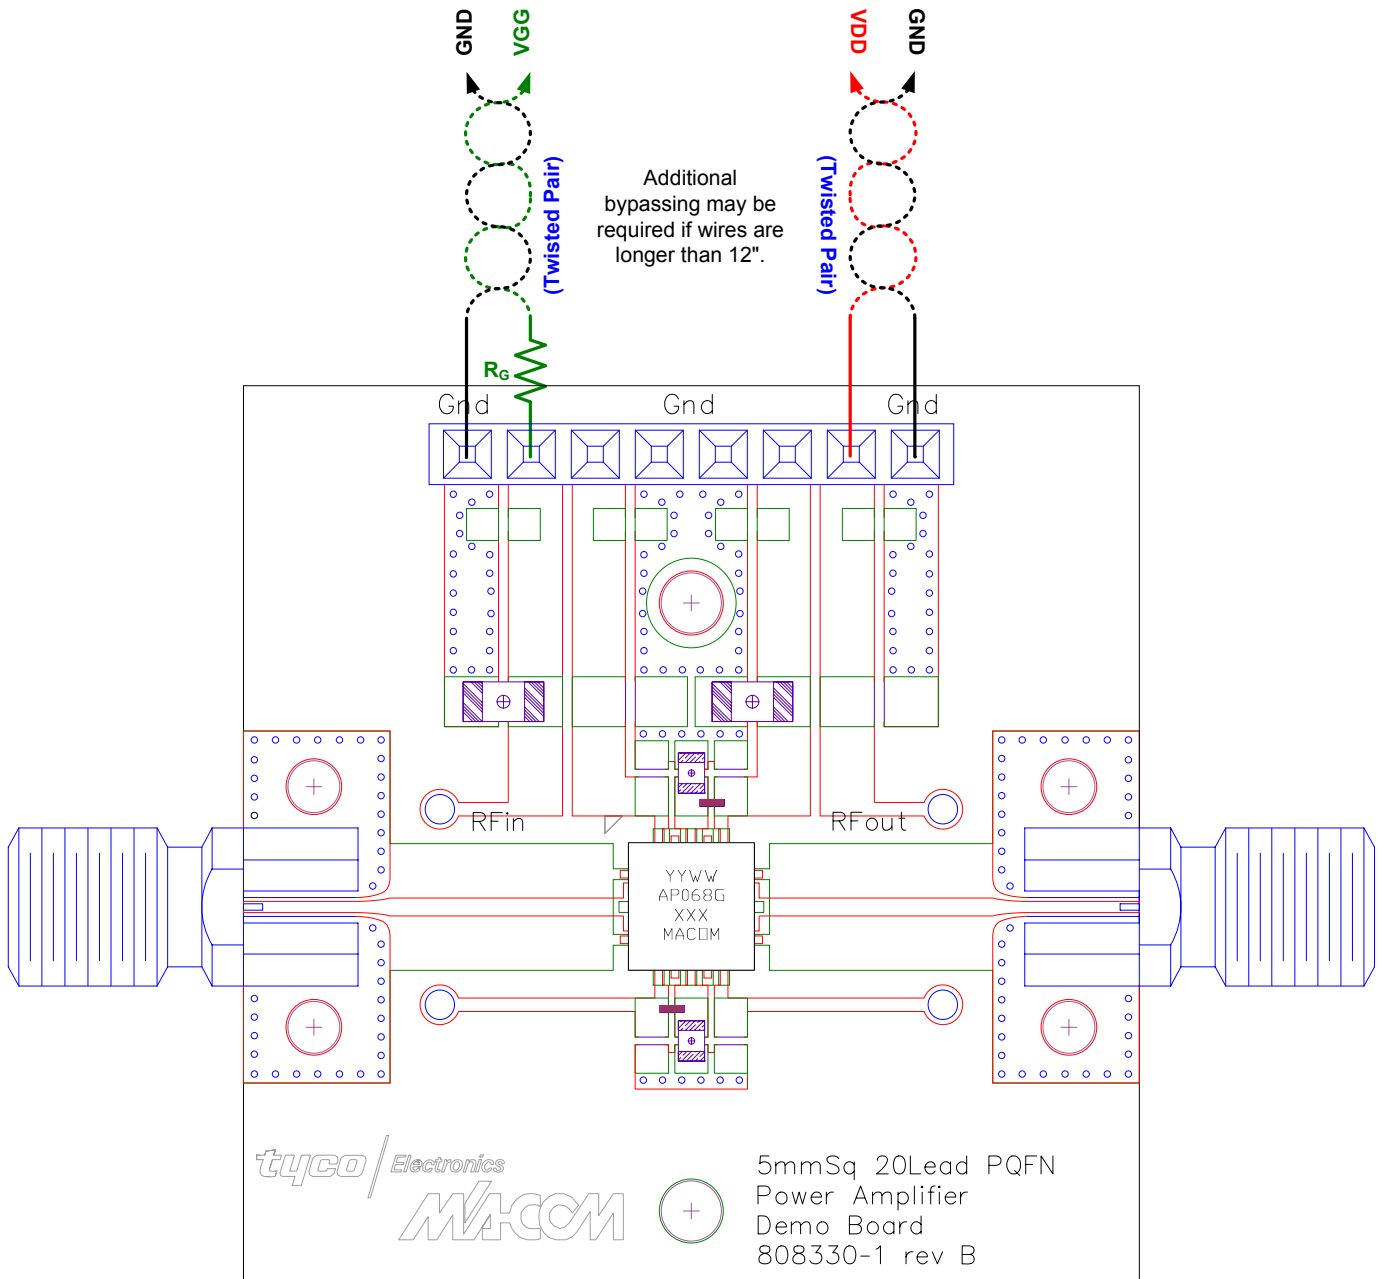 GND
VGG
VDD
GND
(Twisted Pair)
Additional
bypassing may be
required if wires are
longer than 12".
(Twisted Pair)
RG
Gnd
Gnd
Gnd
RFin
RFout
YYWW
AP068G
XXX
MACOM
tyco / Electronics
M/A-COM
5mmSq 20Lead PQFN
Power Amplifier
Demo Board
808330-1 rev B